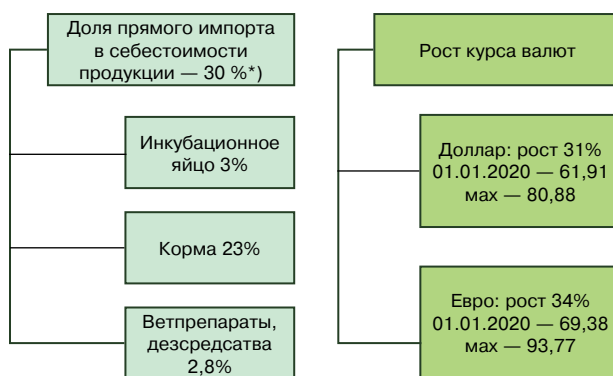 Доля прямого импорта
в себестоимости
продукции — 30 %*)
Инкубационное
яйцо 3%
Корма 23%
Ветпрепараты,
дезсредсатва
2,8%
Рост курса валют
Доллар: рост 31%
01.01.2020 — 61,91
мах — 80,88
Евро: рост 34%
01.01.2020 — 69,38
мах — 93,77